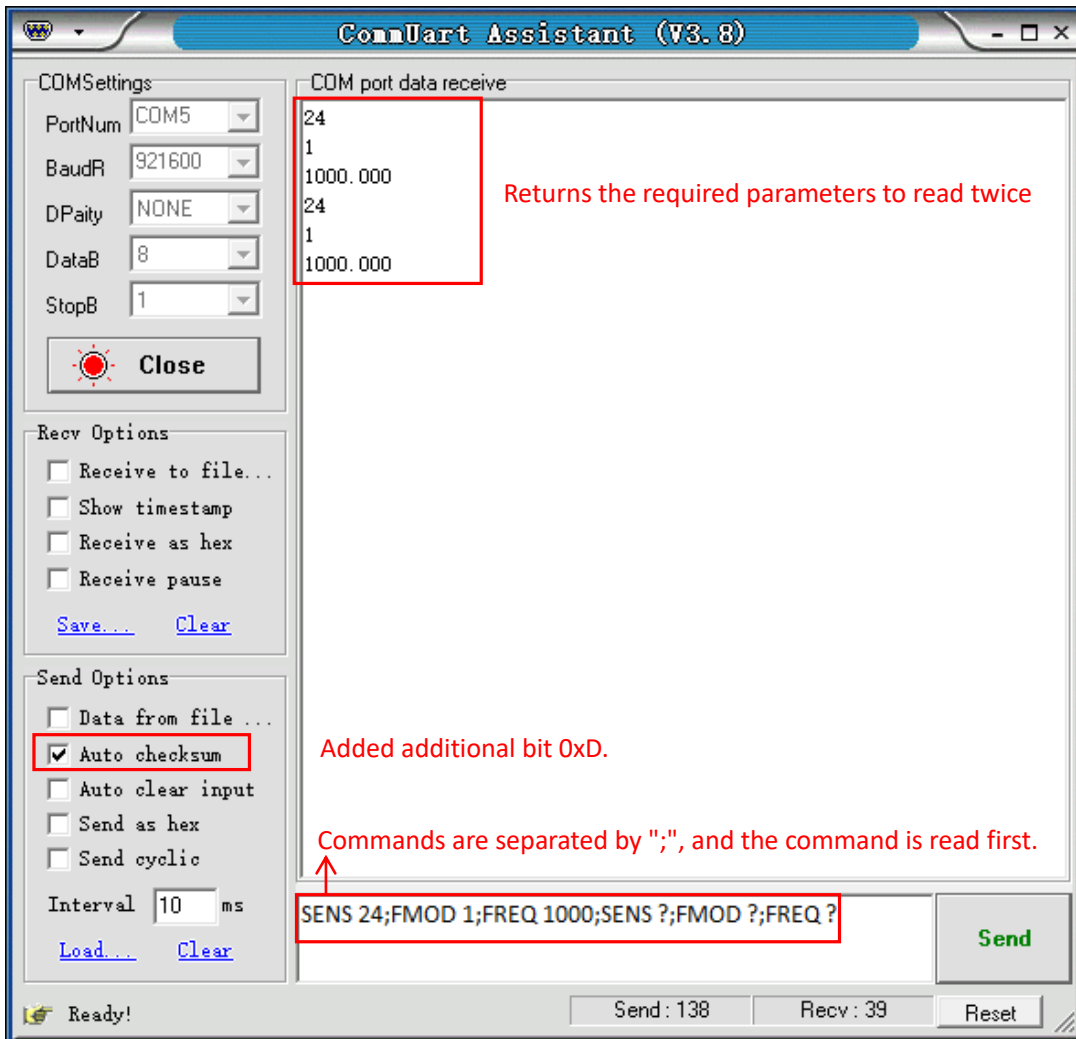 CommUart Assistant (V3.8)
COMSettings
PortNum COM5
BaudR 921600
DPaity NONE
DataB 8
StopB 1
Close
Recv Options
Receive to file...
Show timestamp
Receive as hex
Receive pause
Save... Clear
Send Options
Data from file ...
Auto checksum
Auto clear input
Send as hex
Send cyclic
Interval 10 ms
Load... Clear
COM port data receive
24
1
1000.000
24
1
1000.000
Returns the required parameters to read twice
Added additional bit 0xD.
Commands are separated by ";", and the command is read first.
SENS 24;FMOD 1;FREQ 1000;SENS ?;FMOD ?;FREQ ?
Send
Ready!
Send : 138
Recv : 39
Reset